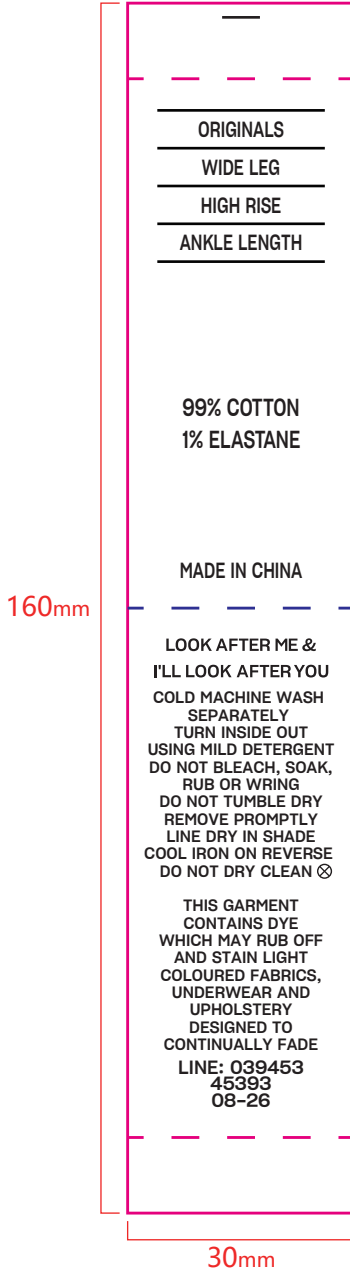 ORIGINALS
WIDE LEG
HIGH RISE
ANKLE LENGTH
99% COTTON
1% ELASTANE
MADE IN CHINA
160mm
LOOK AFTER ME &
I'LL LOOK AFTER YOU
COLD MACHINE WASH
SEPARATELY
TURN INSIDE OUT
USING MILD DETERGENT
DO NOT BLEACH, SOAK,
RUB OR WRING
DO NOT TUMBLE DRY
REMOVE PROMPTLY
LINE DRY IN SHADE
COOL IRON ON REVERSE
DO NOT DRY CLEAN
THIS GARMENT
CONTAINS DYE
WHICH MAY RUB OFF
AND STAIN LIGHT
COLOURED FABRICS,
UNDERWEAR AND
UPHOLSTERY
DESIGNED TO
CONTINUALLY FADE
LINE: 039453
45393
08-26
30mm